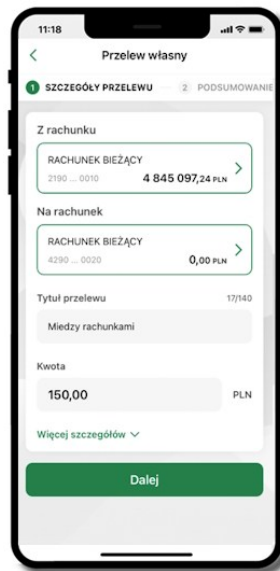 11:18
Przelew własny
1 SZCZEGÓŁY PRZELEWU 2 PODSUMOWANIE
Z rachunku
RACHUNEK BIEŻĄCY
2190 ... 0010 4 845 097,24 PLN
Na rachunek
RACHUNEK BIEŻĄCY
4290 ... 0020 0,00 PLN
Tytuł przelewu 17/140
Miedzy rachunkami
Kwota
150,00 PLN
Więcej szczegółów
Dalej